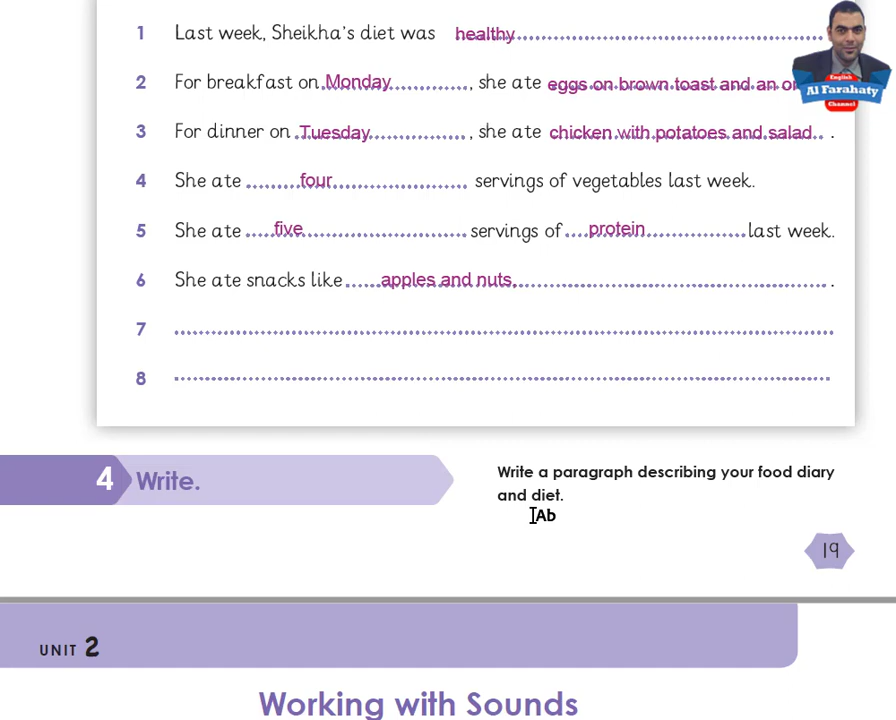 1 Last week, Sheikha's diet was healthy
2 For breakfast on Monday, she ate eggs on brown toast and an
3 For dinner on Tuesday, she ate chicken with potatoes and salad.
4 She ate four servings of vegetables last week.
5 She ate five servings of protein last week.
6 She ate snacks like apples and nuts.
7
8
English
Al Farahaty
Channel
4 Write.
Write a paragraph describing your food diary
and diet.
Ab
19
UNIT 2
Working with Sounds